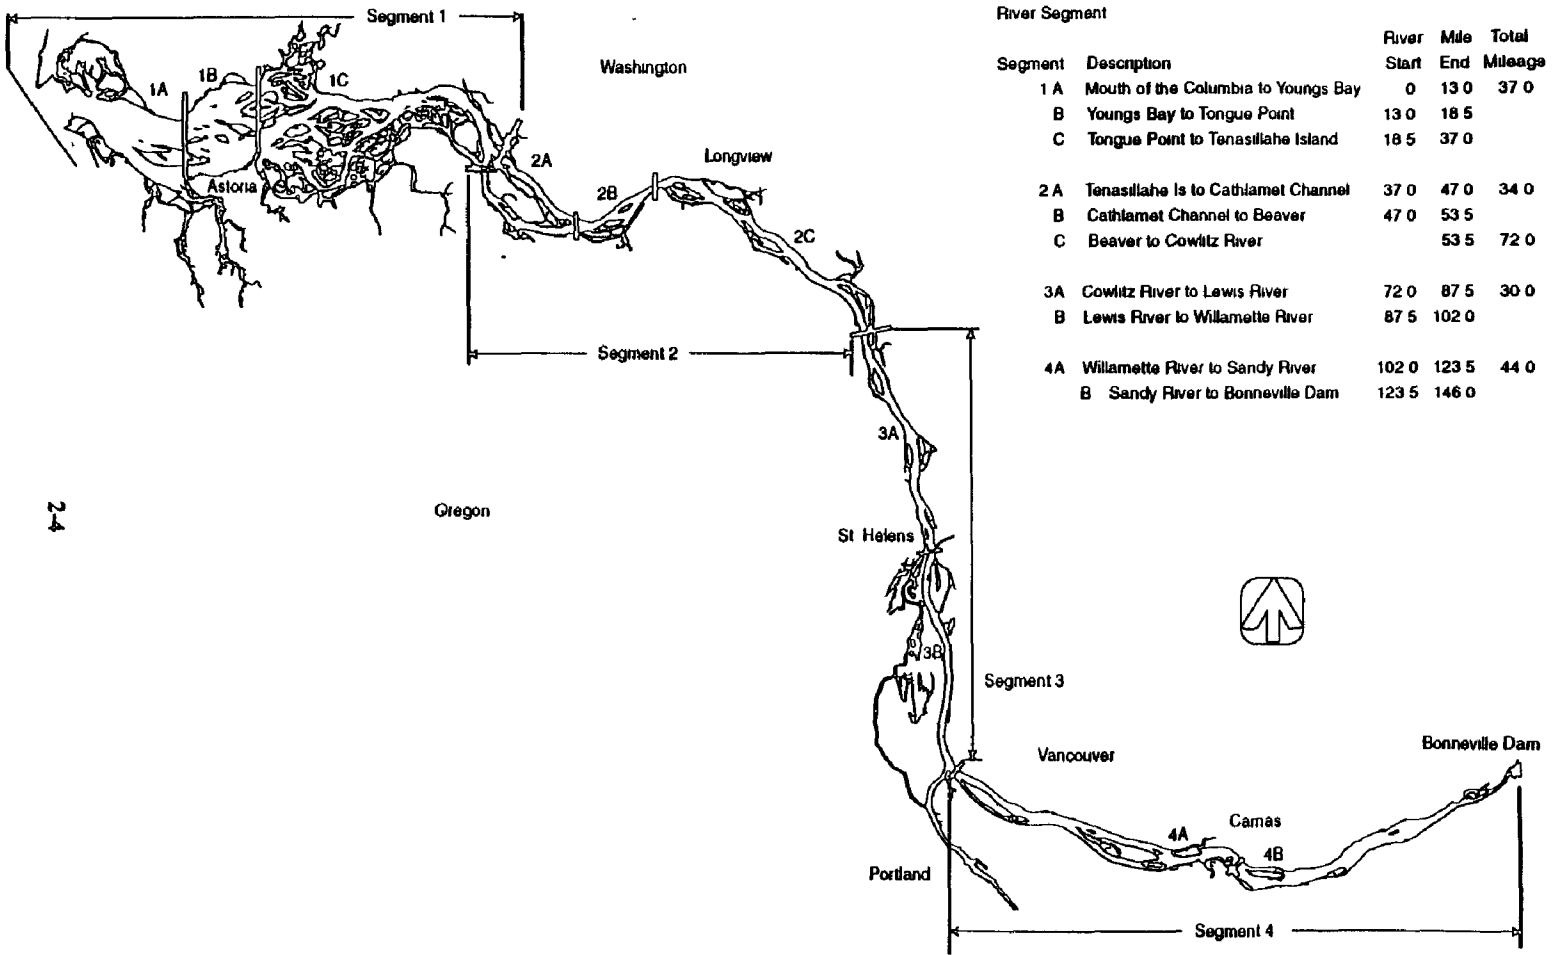 Segment 1
Washington
1A
1B
1C
Astoria
2A
2B
Longview
2C
Segment 2
3A
Oregon
2-4
St Helens
3B
Segment 3
Vancouver
Bonneville Dam
4A
Camas
4B
Portland
Segment 4
River Segment
River Mile Total
Segment Description Start End Mileage
1 A Mouth of the Columbia to Youngs Bay 0 13 0 37 0
B Youngs Bay to Tongue Point 13 0 18 5
C Tongue Point to Tenasillahe Island 18 5 37 0
2 A Tenasillahe Is to Cathlamet Channel 37 0 47 0 34 0
B Cathlamet Channel to Beaver 47 0 53 5
C Beaver to Cowlitz River 53 5 72 0
3A Cowlitz River to Lewis River 72 0 87 5 30 0
B Lewis River to Willamette River 87 5 102 0
4A Willamette River to Sandy River 102 0 123 5 44 0
B Sandy River to Bonneville Dam 123 5 146 0